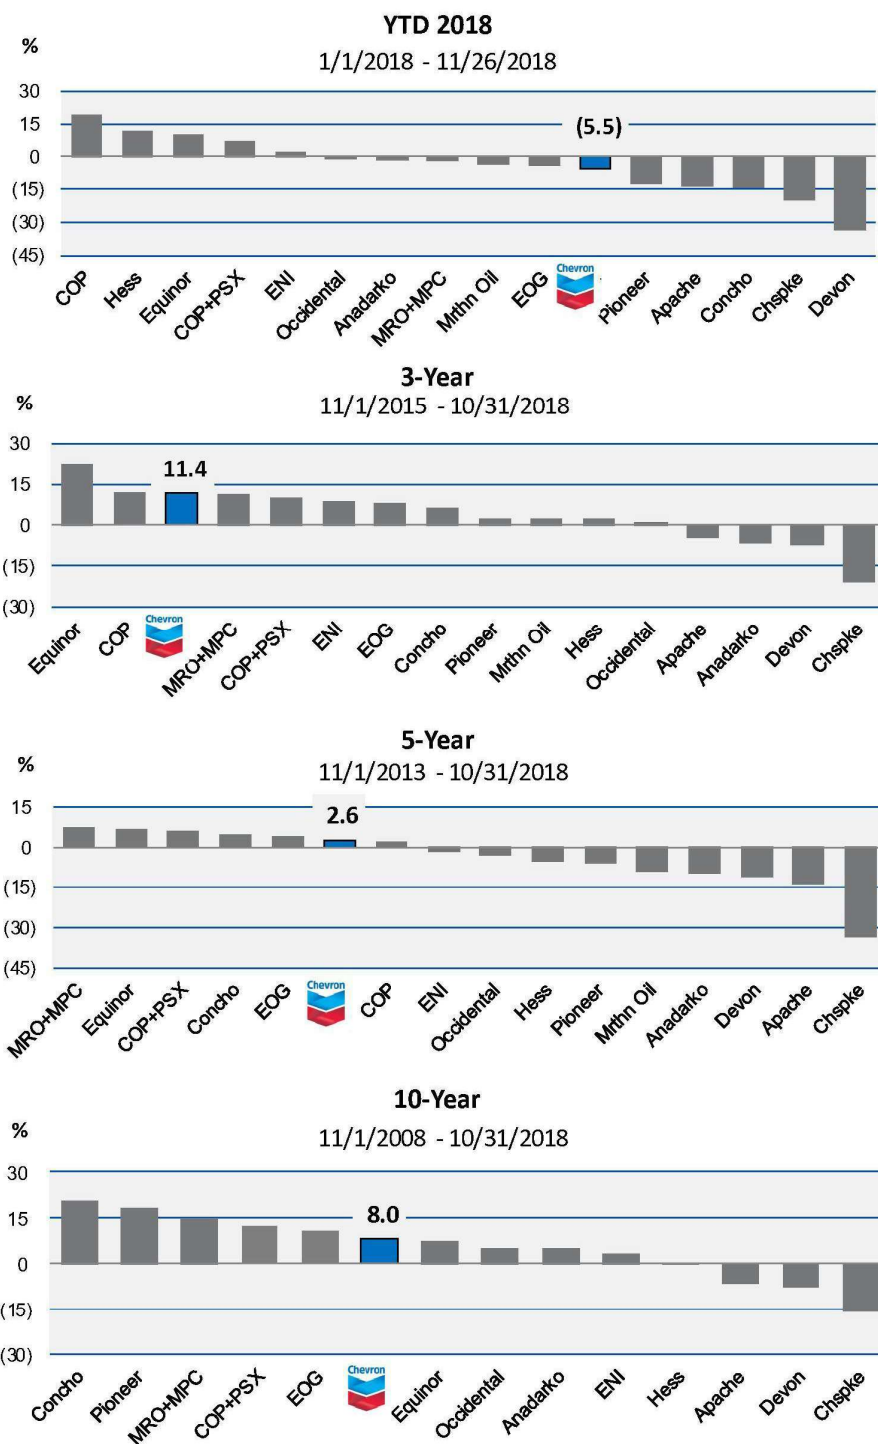 YTD 2018
%
1/1/2018 - 11/26/2018
30
15
0
(15)
(30)
(45)
(5.5)
COP
Hess
Equinor
COP+PSX
ENI
Occidental
Anadarko
MRO+MPC
Mrthn Oil
EOG
Chevron
Pioneer
Apache
Concho
Chspke
Devon
3-Year
%
11/1/2015 - 10/31/2018
30
15
0
(15)
(30)
11.4
Equinor
COP
Chevron
MRO+MPC
COP+PSX
ENI
EOG
Concho
Pioneer
Mrthn Oil
Hess
Occidental
Apache
Anadarko
Devon
Chspke
5-Year
%
11/1/2013 - 10/31/2018
15
0
(15)
(30)
(45)
2.6
MRO+MPC
Equinor
COP+PSX
Concho
EOG
Chevron
COP
ENI
Occidental
Hess
Pioneer
Mrthn Oil
Anadarko
Devon
Apache
Chspke
10-Year
%
11/1/2008 - 10/31/2018
30
15
0
(15)
(30)
8.0
Concho
Pioneer
MRO+MPC
COP+PSX
EOG
Chevron
Equinor
Occidental
Anadarko
ENI
Hess
Apache
Devon
Chspke